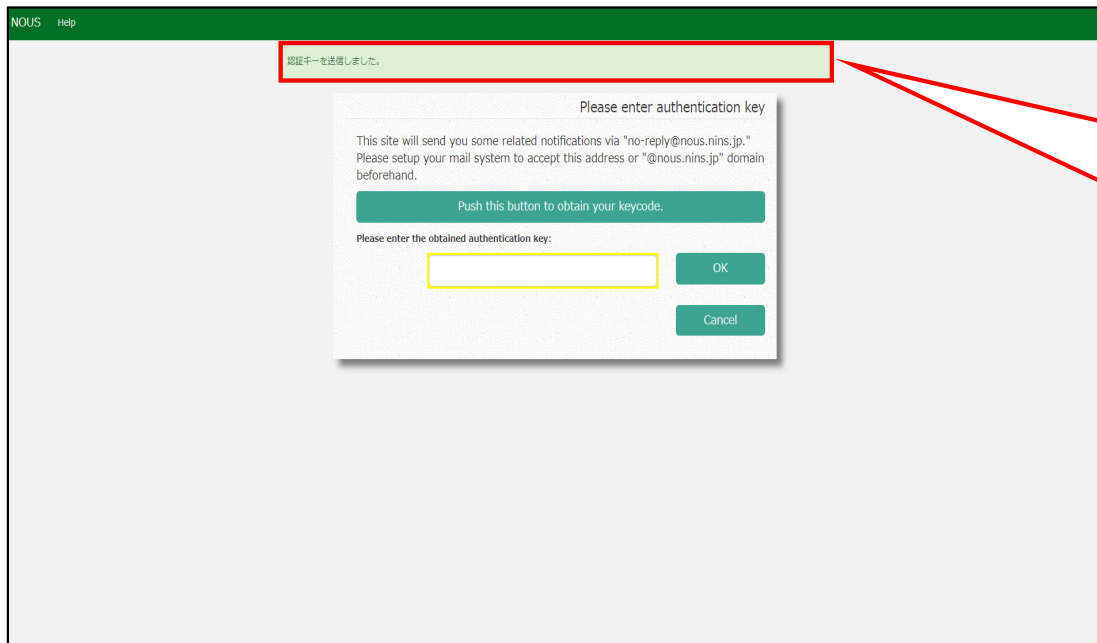 NOUS Help
認証キーを送信しました。
Please enter authentication key
This site will send you some related notifications via "no-reply@nous.nins.jp."
Please setup your mail system to accept this address or "@nous.nins.jp" domain
beforehand.
Push this button to obtain your keycode.
Please enter the obtained authentication key:
OK
Cancel